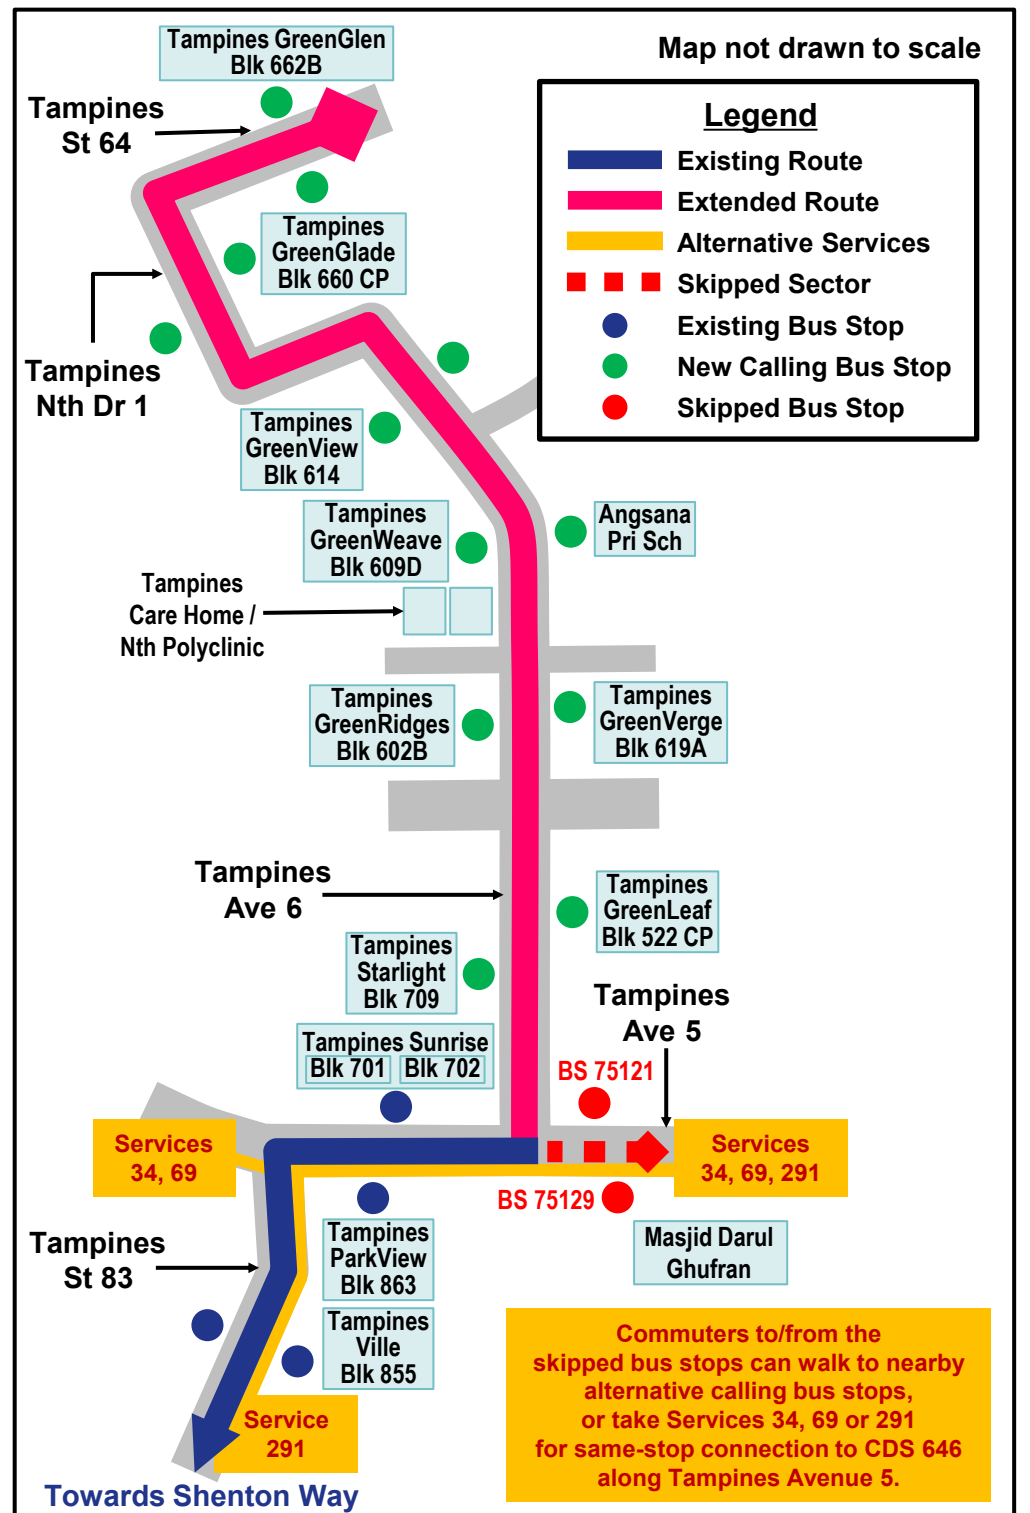 Tampines GreenGlen
Blk 662B
Map not drawn to scale
Tampines
St 64
Legend
Existing Route
Extended Route
Alternative Services
Skipped Sector
Existing Bus Stop
New Calling Bus Stop
Skipped Bus Stop
Tampines
GreenGlade
Blk 660 CP
Tampines
Nth Dr 1
Tampines
GreenView
Blk 614
Tampines
GreenWeave
Blk 609D
Angsana
Pri Sch
Tampines
Care Home /
Nth Polyclinic
Tampines
GreenRidges
Blk 602B
Tampines
GreenVerge
Blk 619A
Tampines
Ave 6
Tampines
GreenLeaf
Blk 522 CP
Tampines
Starlight
Blk 709
Tampines
Ave 5
Tampines Sunrise
Blk 701 Blk 702
BS 75121
Services
34, 69
Services
34, 69, 291
BS 75129
Tampines
ParkView
Blk 863
Masjid Darul
Ghufran
Tampines
St 83
Tampines
Ville
Blk 855
Service
291
Towards Shenton Way
Commuters to/from the
skipped bus stops can walk to nearby
alternative calling bus stops,
or take Services 34, 69 or 291
for same-stop connection to CDS 646
along Tampines Avenue 5.